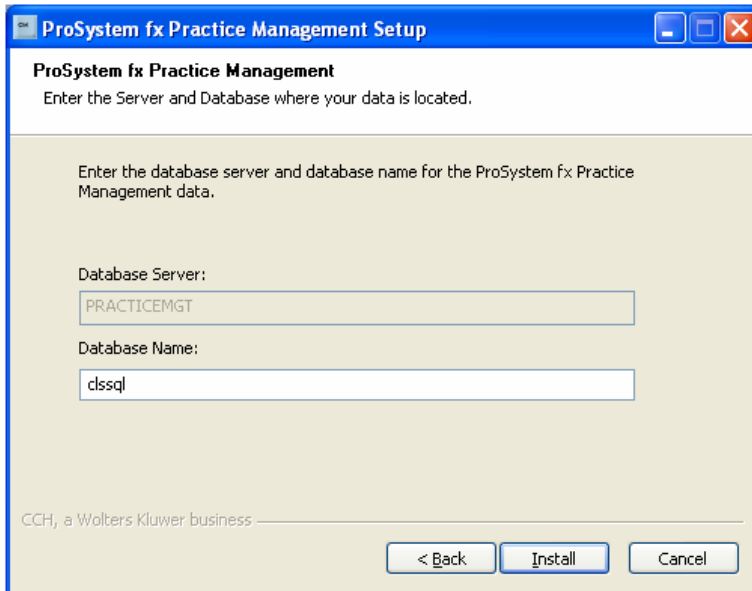 ProSystem fx Practice Management Setup
ProSystem fx Practice Management
Enter the Server and Database where your data is located.
Enter the database server and database name for the ProSystem fx Practice
Management data.
Database Server:
PRACTICEMGT
Database Name:
clssql
CCH, a Wolters Kluwer business
< Back Install Cancel